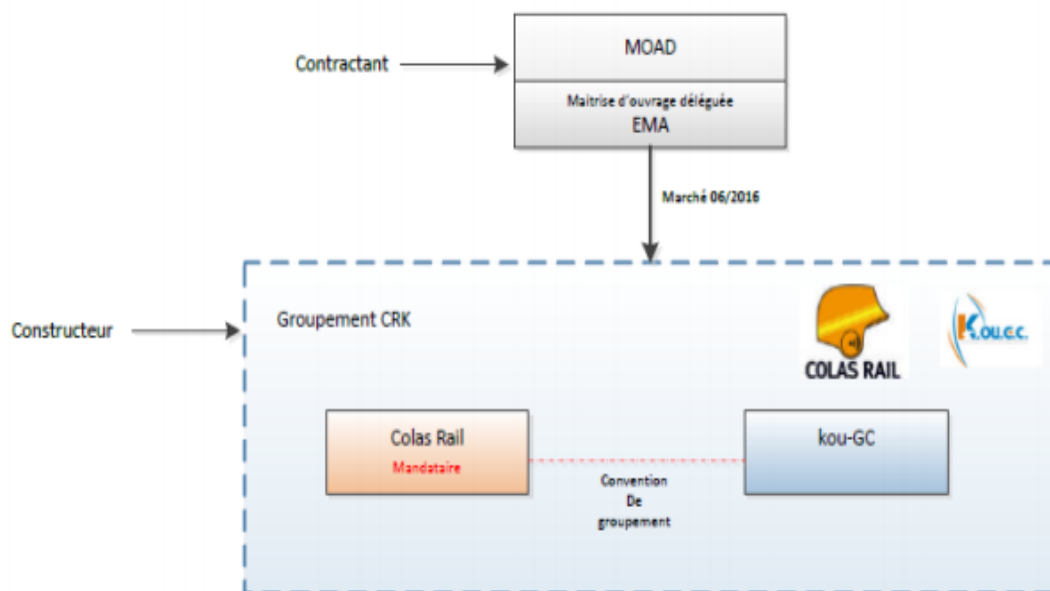 MOAD
Contractant
Maitrise d'ouvrage déléguée
EMA
Marché 06/2016
Groupement CRK
Constructeur
COLAS RAIL
K.OU.G.C.
Colas Rail
Mandataire
kou-GC
Convention
De
groupement